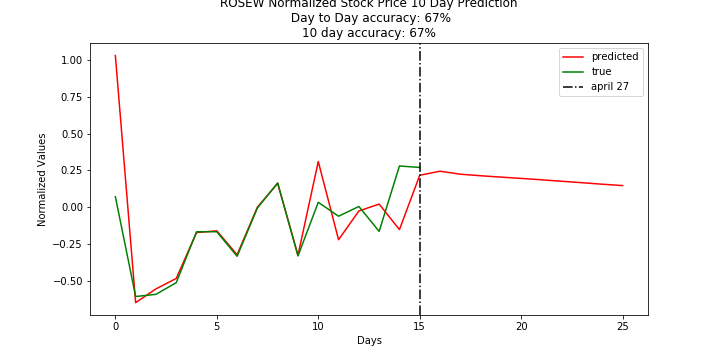 ROSEW Normalized Stock Price 10 Day Prediction
Day to Day accuracy: 67%
10 day accuracy: 67%
predicted
true
april 27
1.00
0.75
0.50
0.25
0.00
−0.25
−0.50
Normalized Values
0
5
10
15
20
25
Days